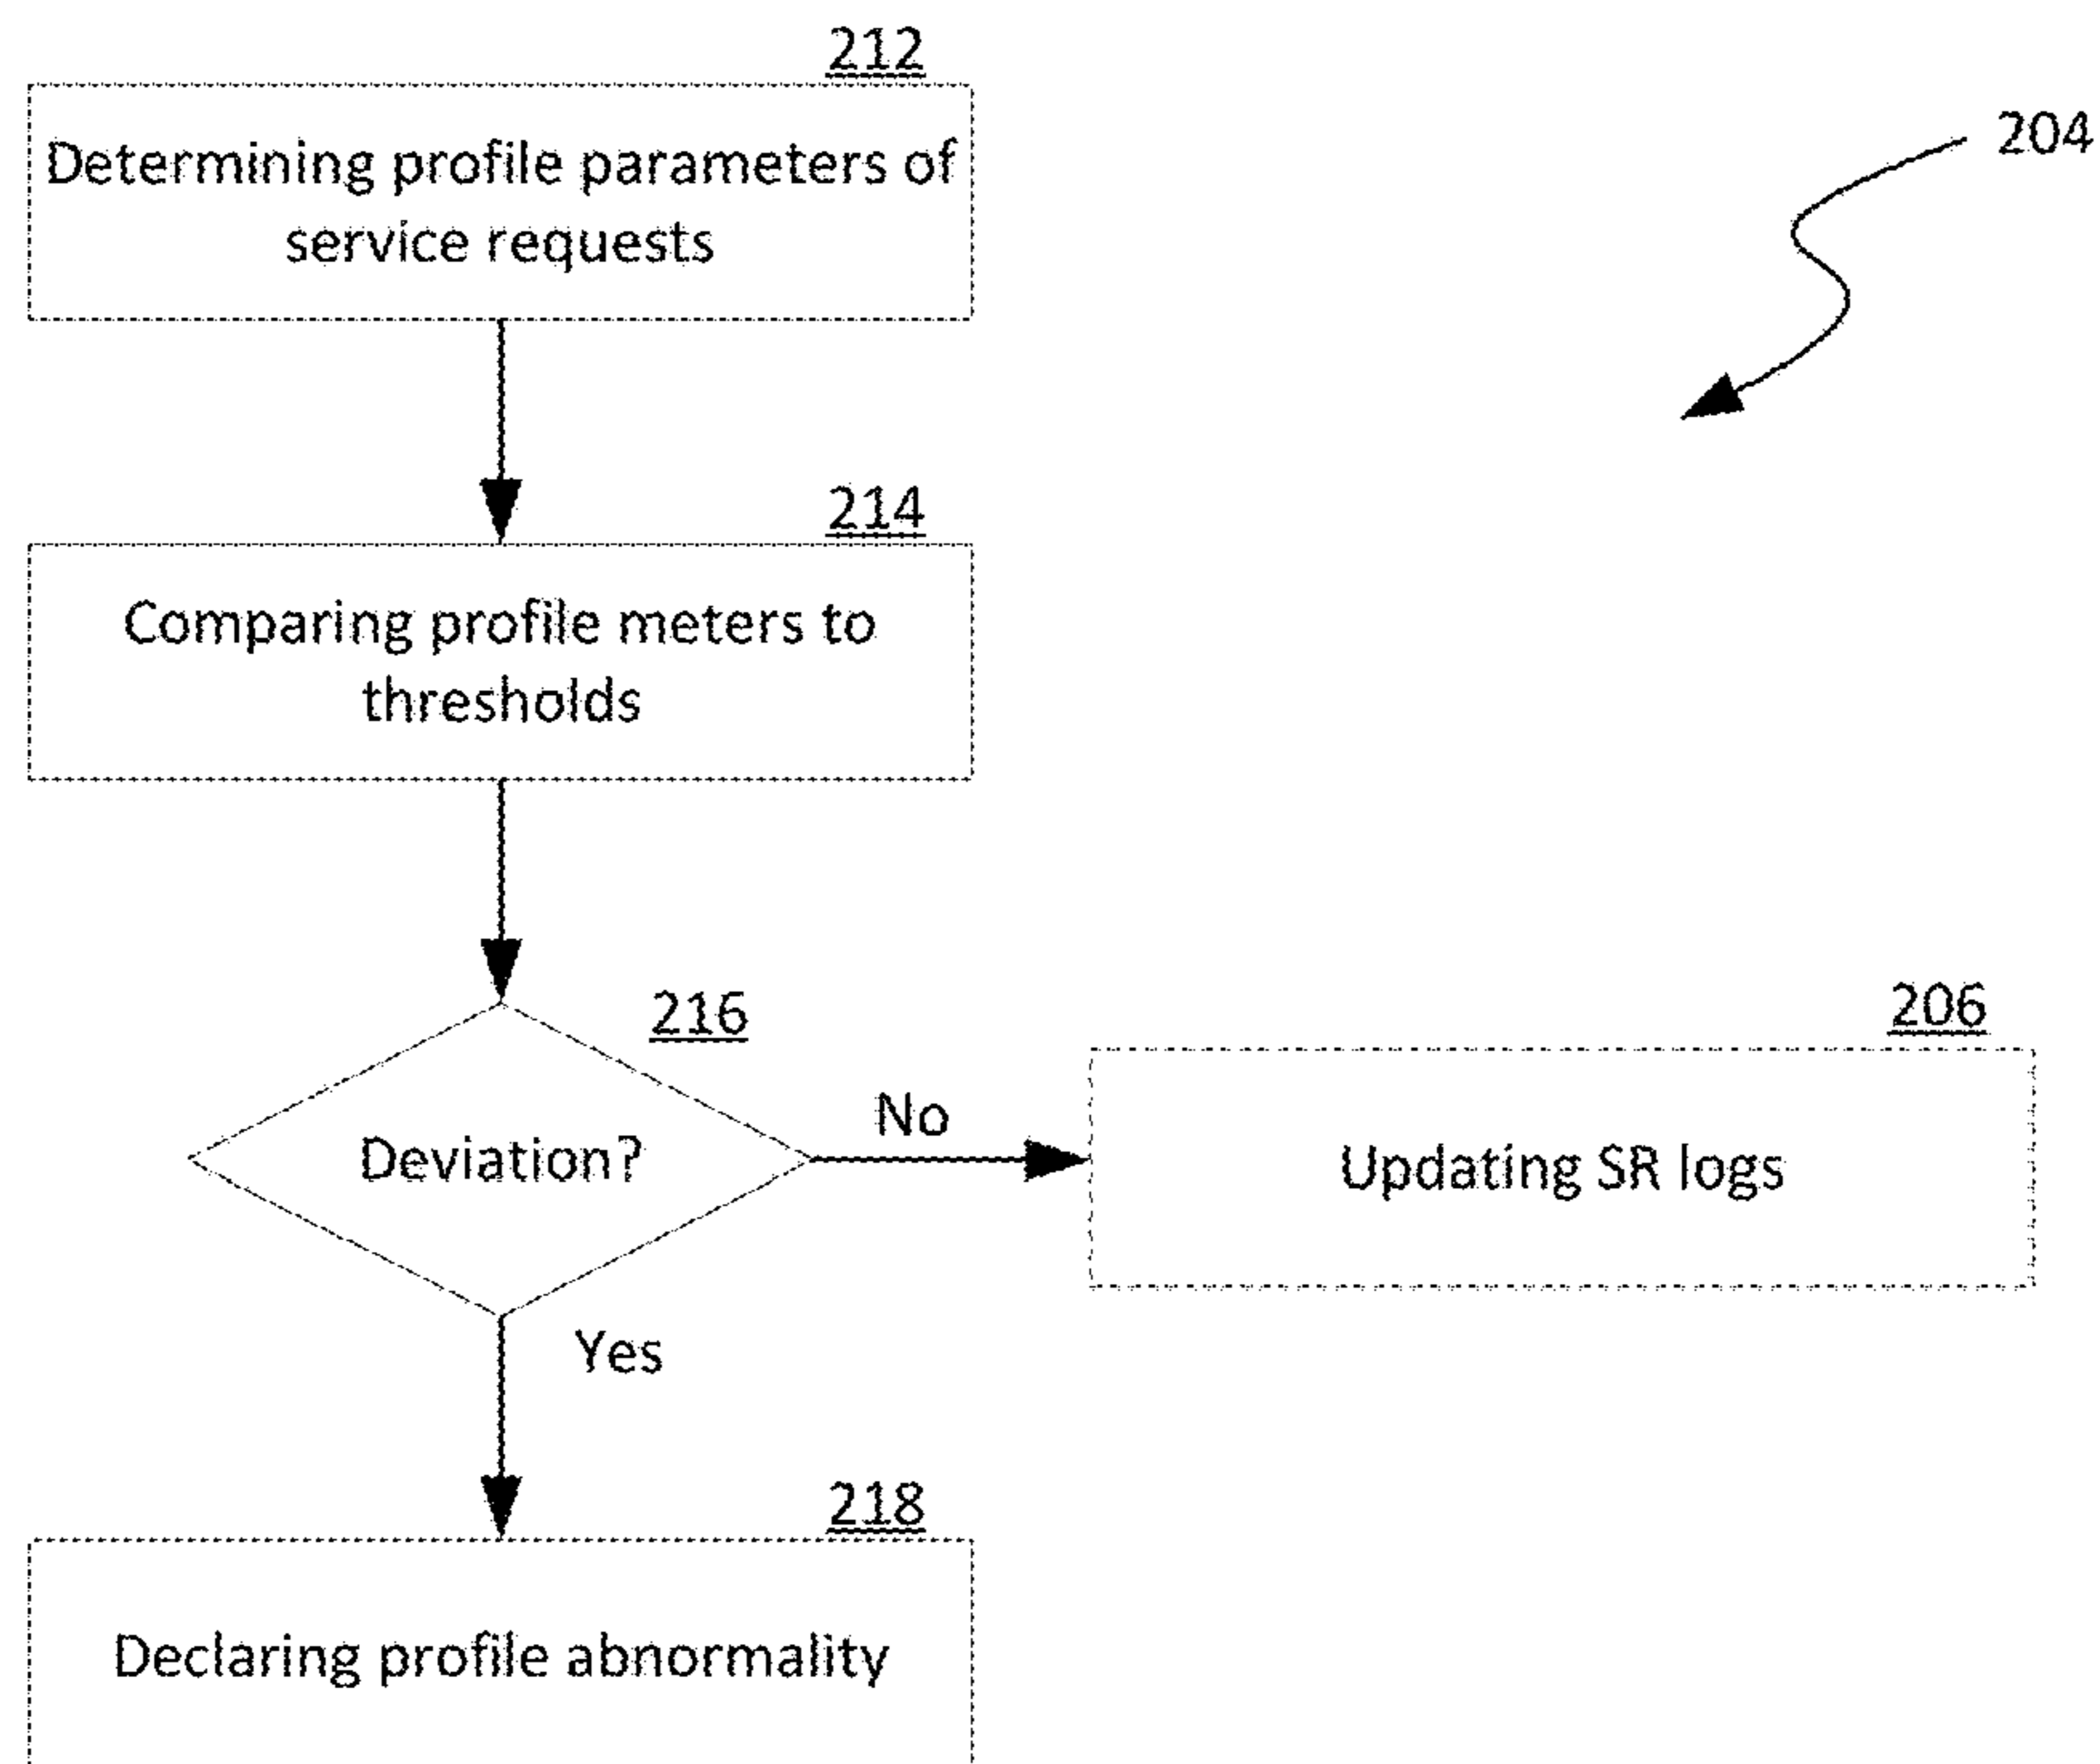 212
Determining profile parameters of
service requests
204
214
Comparing profile meters to
thresholds
216
Deviation?
No
206
Updating SR logs
Yes
218
Declaring profile abnormality